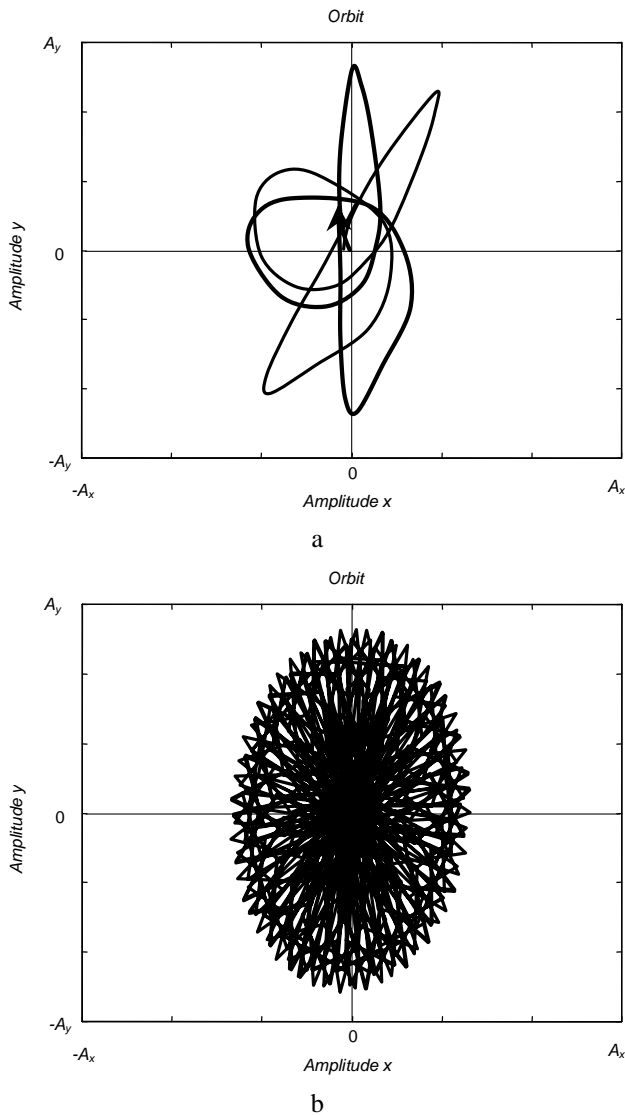 Orbit
A_y
Amplitude y
0
-A_y
0
-A_x
A_x
Amplitude x
a
Orbit
A_y
Amplitude y
0
-A_y
0
-A_x
A_x
Amplitude x
b